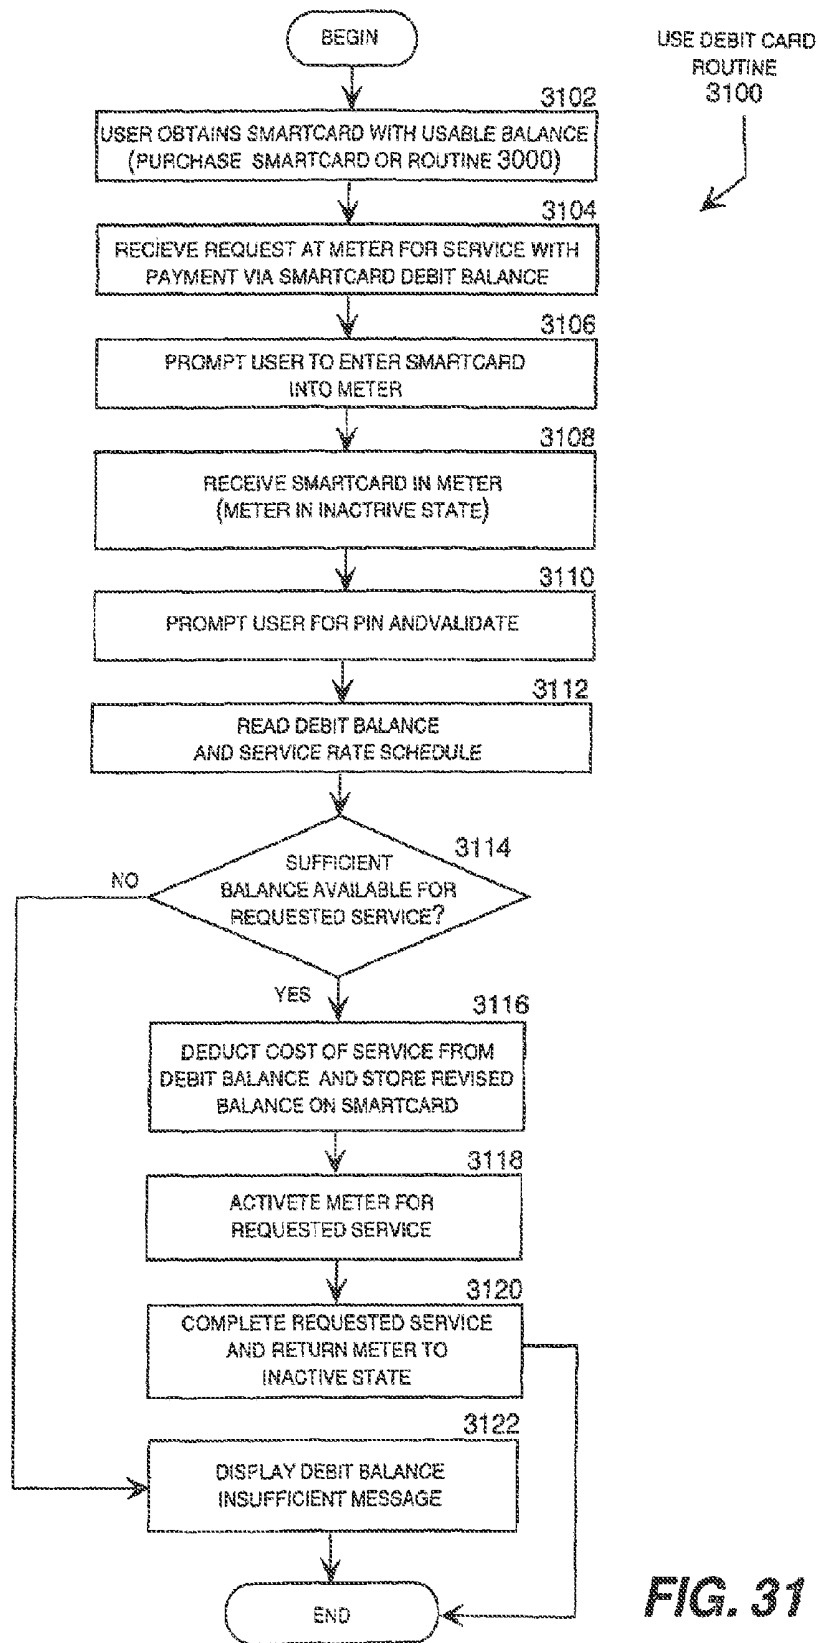 BEGIN
USE DEBIT CARD
ROUTINE
3100
3102
USER OBTAINS SMARTCARD WITH USABLE BALANCE
(PURCHASE SMARTCARD OR ROUTINE 3000)
3104
RECIEVE REQUEST AT METER FOR SERVICE WITH
PAYMENT VIA SMARTCARD DEBIT BALANCE
3106
PROMPT USER TO ENTER SMARTCARD
INTO METER
3108
RECEIVE SMARTCARD IN METER
(METER IN INACTRIVE STATE)
3110
PROMPT USER FOR PIN ANDVALIDATE
3112
READ DEBIT BALANCE
AND SERVICE RATE SCHEDULE
3114
SUFFICIENT
BALANCE AVAILABLE FOR
REQUESTED SERVICE?
NO
YES
3116
DEDUCT COST OF SERVICE FROM
DEBIT BALANCE AND STORE REVISED
BALANCE ON SMARTCARD
3118
ACTIVETE METER FOR
REQUESTED SERVICE
3120
COMPLETE REQUESTED SERVICE
AND RETURN METER TO
INACTIVE STATE
3122
DISPLAY DEBIT BALANCE
INSUFFICIENT MESSAGE
END
FIG. 31